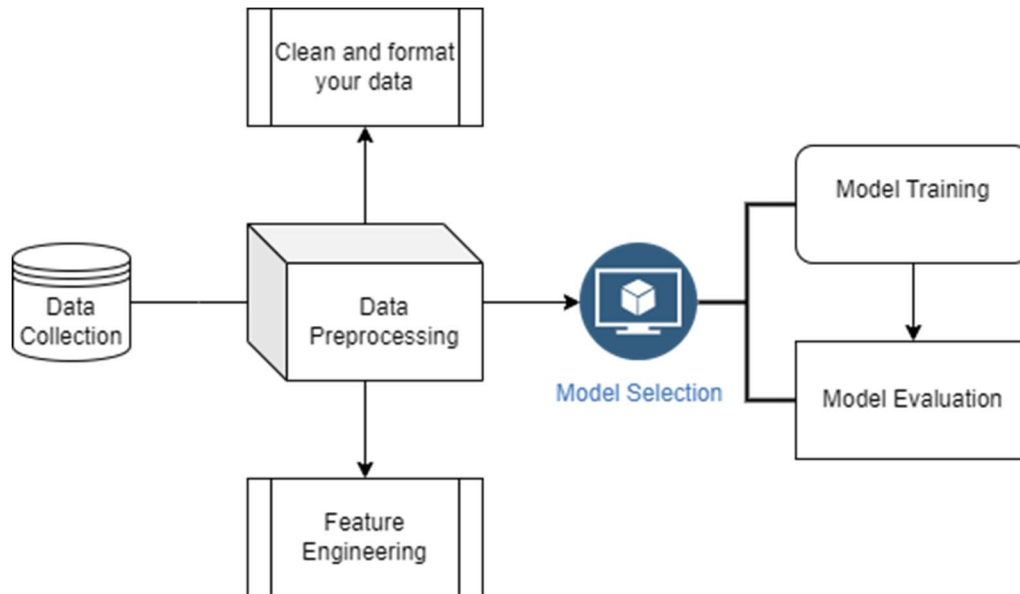 Clean and format
your data
Data
Collection
Data
Preprocessing
Model Selection
Model Training
Model Evaluation
Feature
Engineering